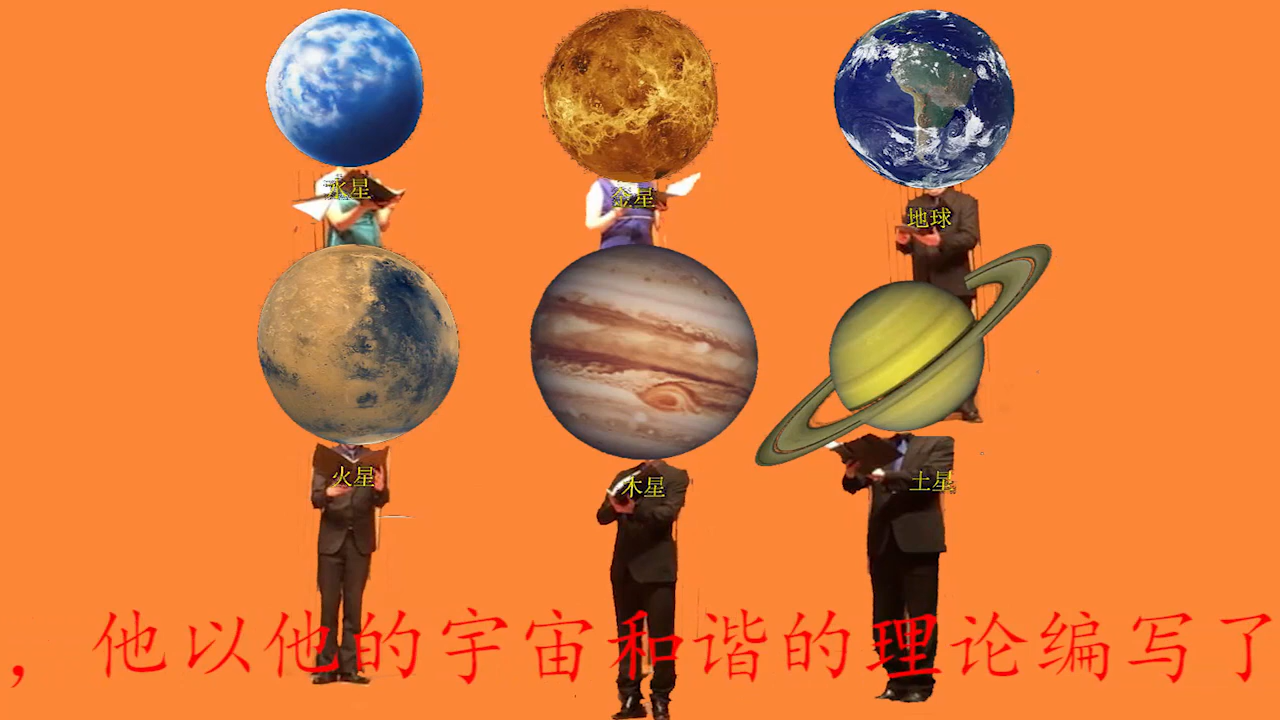 水星
金星
地球
火星
木星
土星
，他以他的宇宙和谐的理论编写了